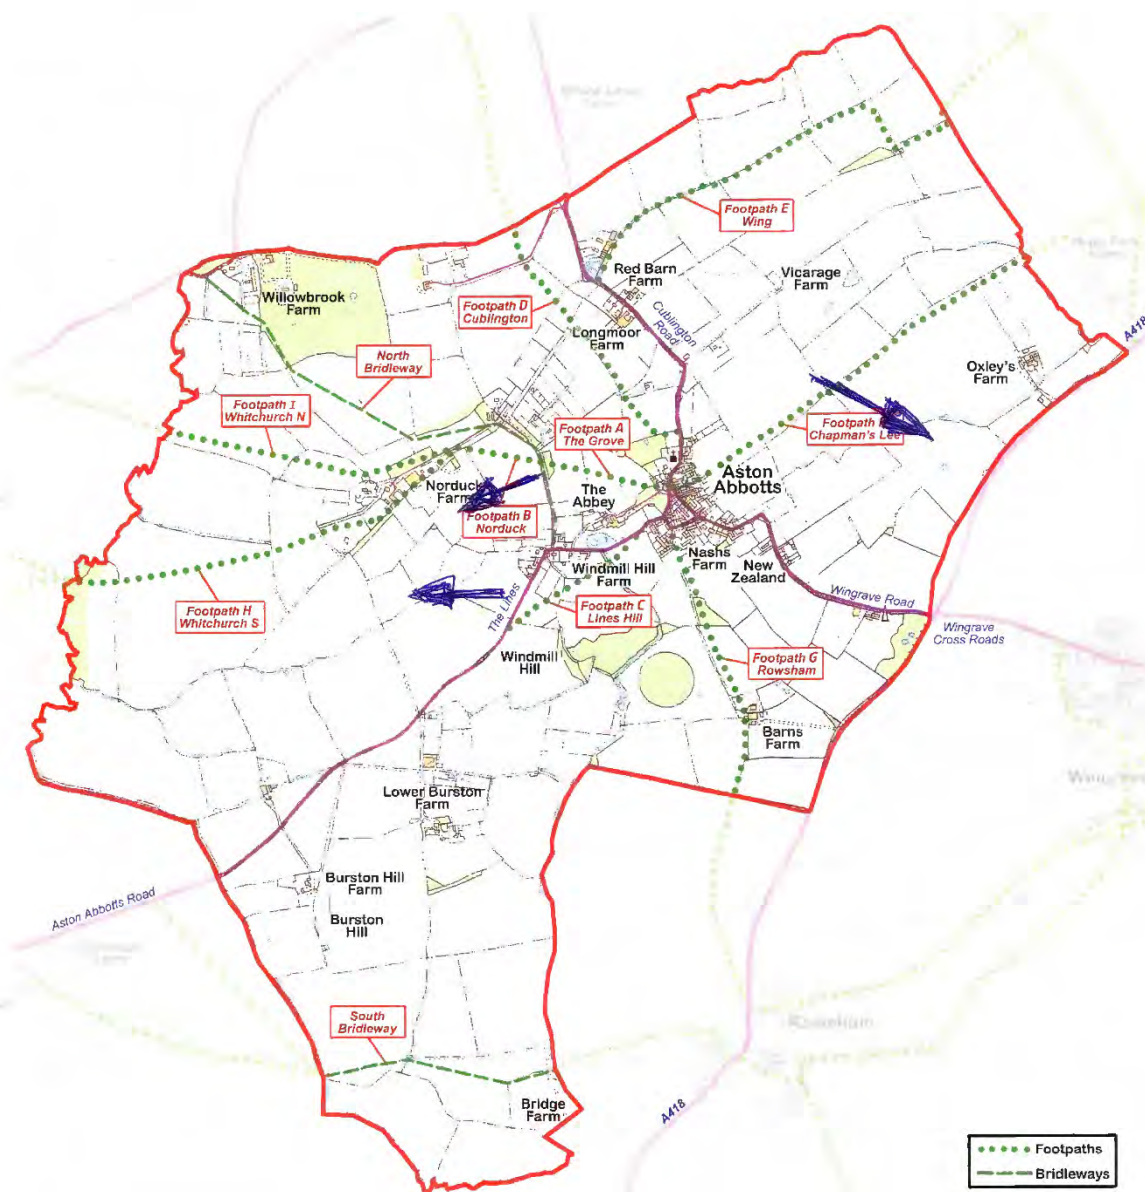 Footpath E
Wing
Red Barn
Farm
Vicarage
Farm
Willowbrook
Farm
Footpath D
Cublington
Cublington
Road
Longmoor
Farm
A418
North
Bridleway
Oxley's
Farm
Footpath I
Whitchurch N
Footpath A
The Grove
Footpath
Chapman's Lee
Aston
Abbotts
Norduck
Farm
The
Abbey
Footpath B
Norduck
Nashs
Farm
New
Zealand
Windmill Hill
Farm
Wingrave Road
Wingrave
Cross Roads
Footpath H
Whitchurch S
The Lines
Footpath C
Lines Hill
Windmill
Hill
Footpath G
Rowsham
Barns
Farm
Lower Burston
Farm
Burston Hill
Farm
Aston Abbotts Road
Burston
Hill
South
Bridleway
Rowsham
Bridge
Farm
A418
Footpaths
Bridleways